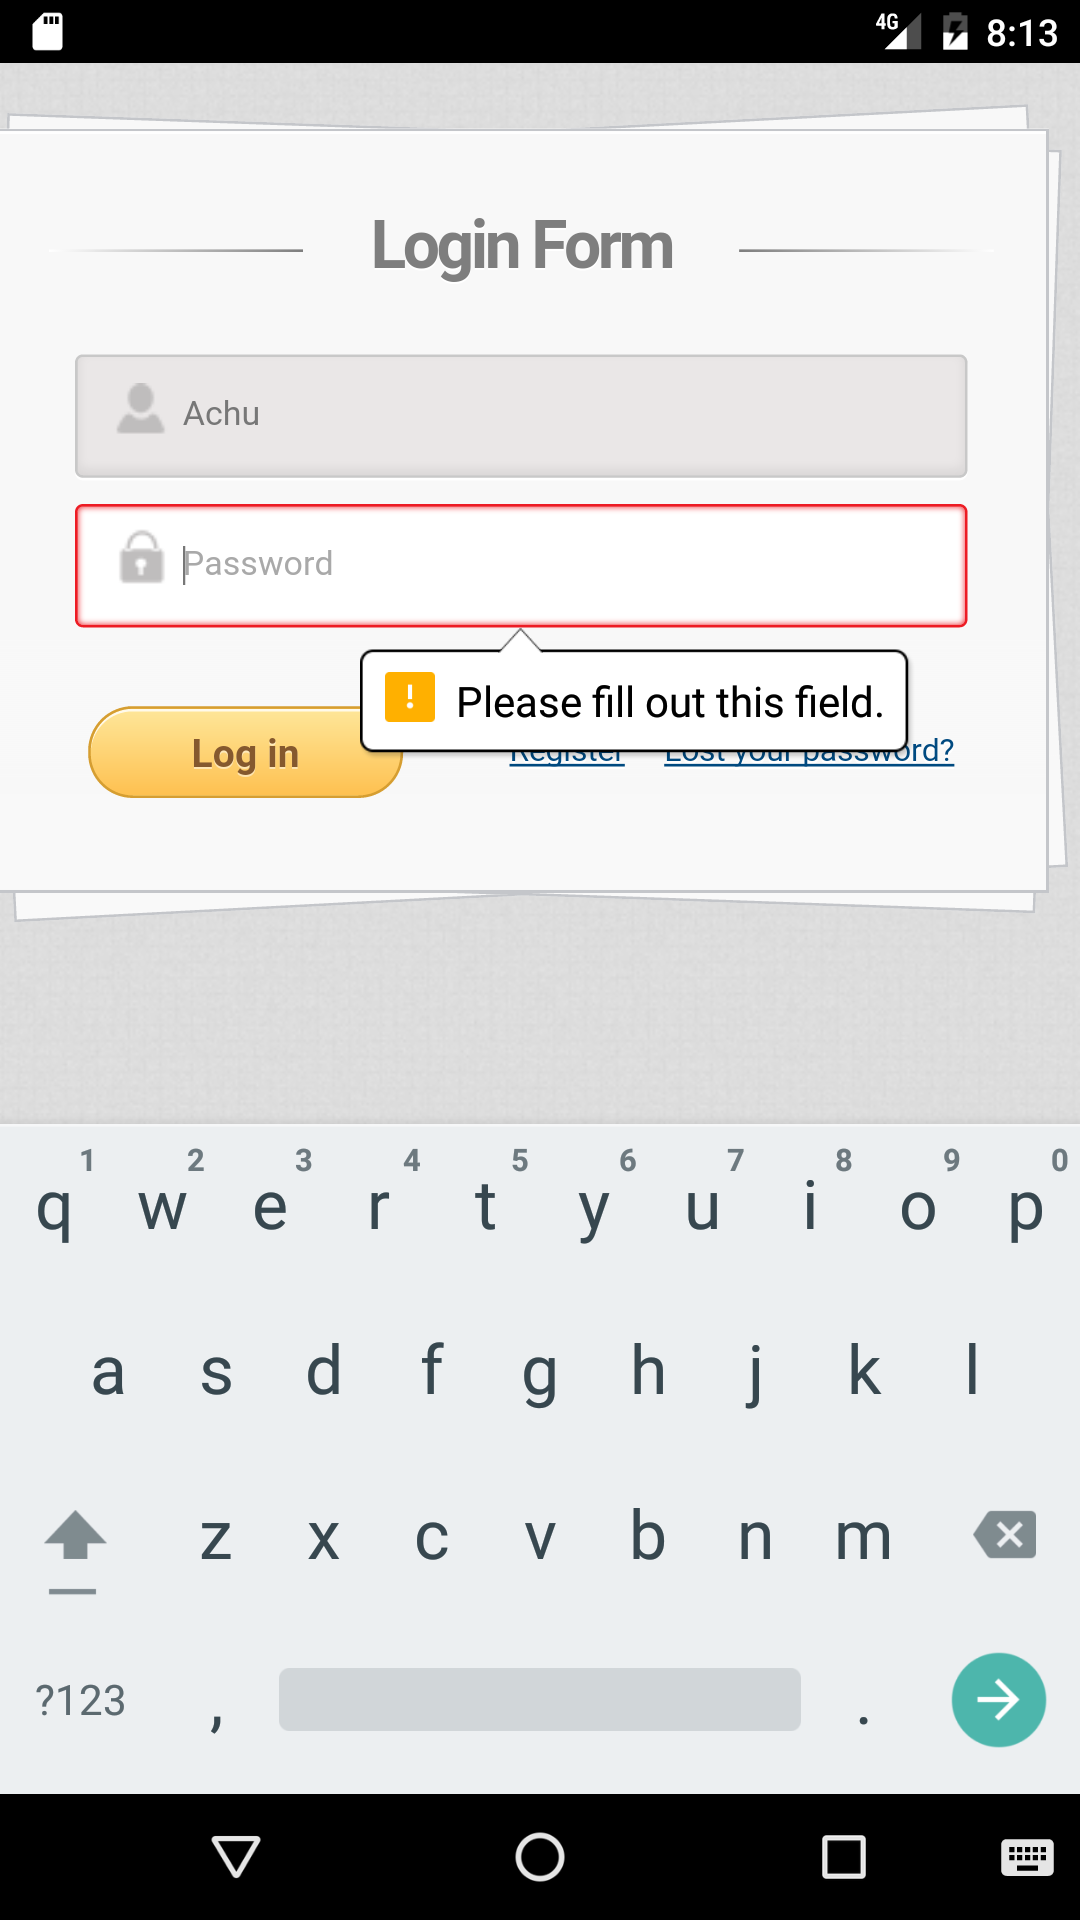 4G 8:13
Login Form
Achu
Password
! Please fill out this field.
Log in Register Lost your password?
1 2 3 4 5 6 7 8 9 0
q w e r t y u i o p
a s d f g h j k l
z x c v b n m
?123 , .